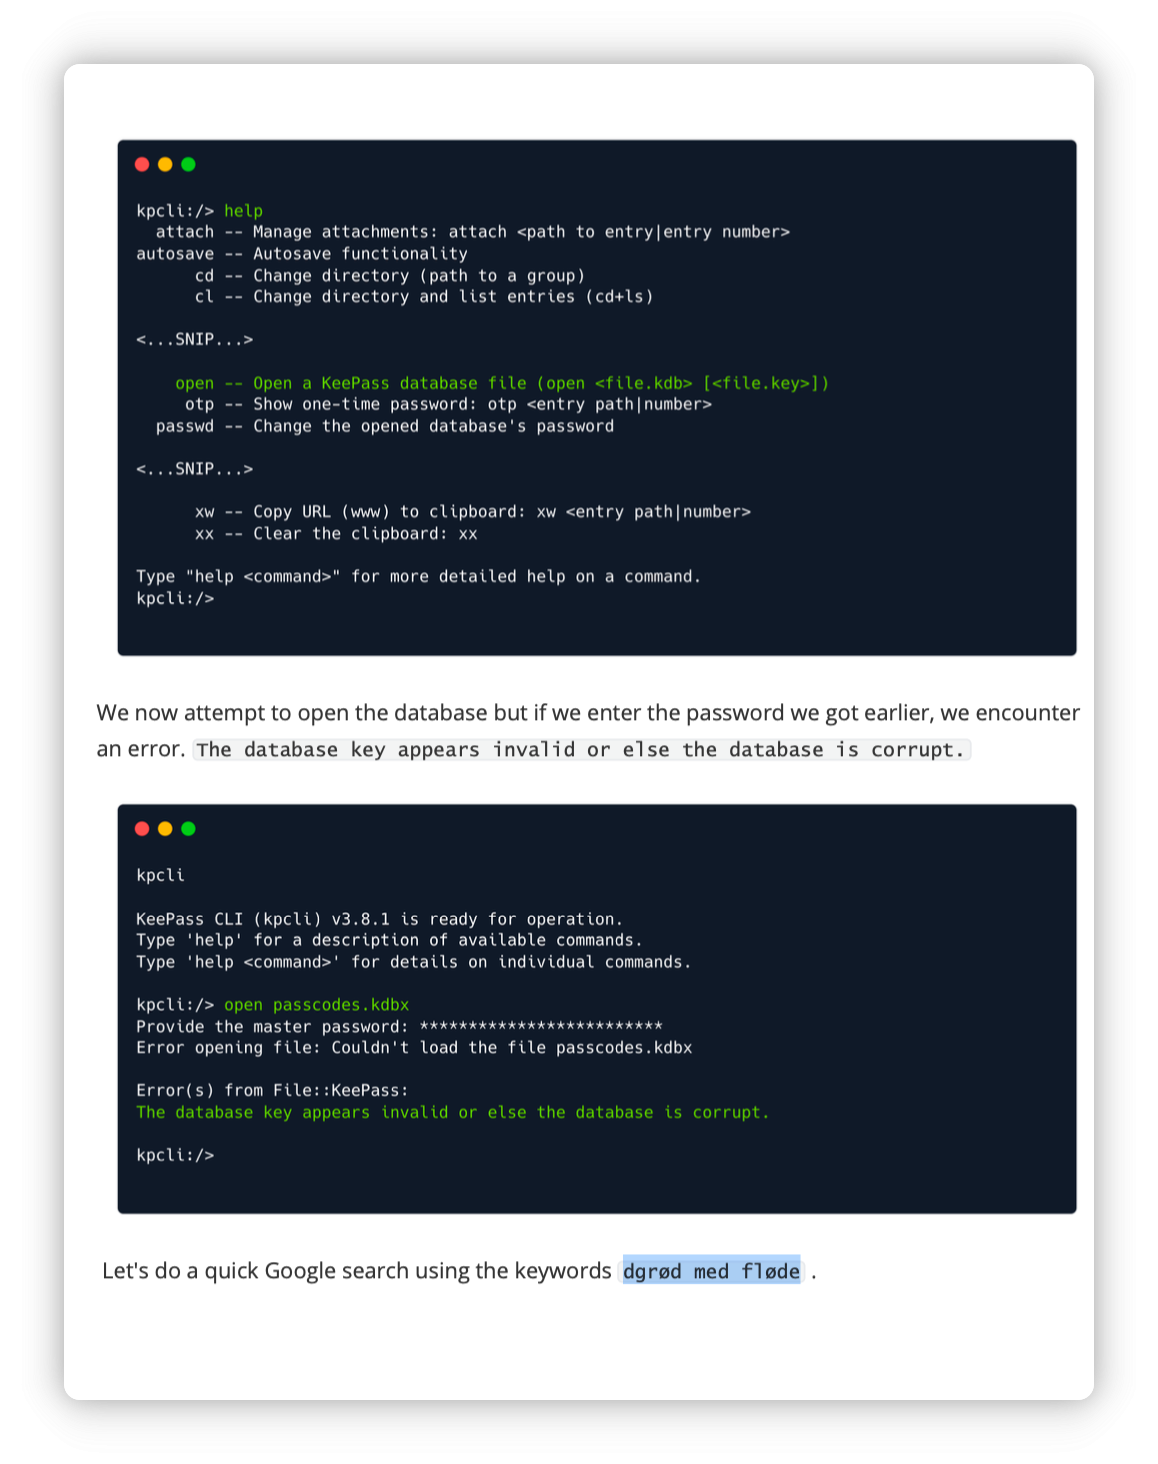 kpcli:/> help
attach -- Manage attachments: attach <path to entry|entry number>
autosave -- Autosave functionality
cd -- Change directory (path to a group)
cl -- Change directory and list entries (cd+ls)
<...SNIP...>
open -- Open a KeePass database file (open <file.kdb> [<file.key>])
otp -- Show one-time password: otp <entry path|number>
passwd -- Change the opened database's password
<...SNIP...>
xw -- Copy URL (www) to clipboard: xw <entry path|number>
xx -- Clear the clipboard: xx
Type "help <command>" for more detailed help on a command.
kpcli:/>
We now attempt to open the database but if we enter the password we got earlier, we encounter
an error. The database key appears invalid or else the database is corrupt.
kpcli
KeePass CLI (kpcli) v3.8.1 is ready for operation.
Type 'help' for a description of available commands.
Type 'help <command>' for details on individual commands.
kpcli:/> open passcodes.kdbx
Provide the master password: *************************
Error opening file: Couldn't load the file passcodes.kdbx
Error(s) from File::KeePass:
The database key appears invalid or else the database is corrupt.
kpcli:/>
Let's do a quick Google search using the keywords dgrød med fløde .